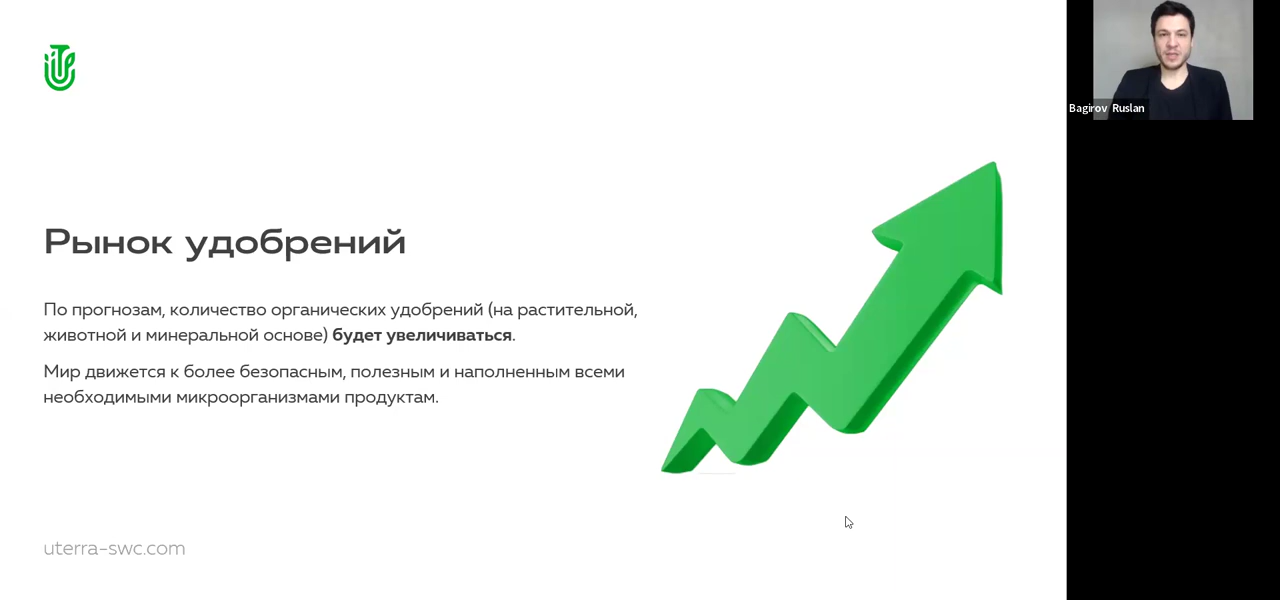 Bagirov Ruslan
Рынок удобрений
По прогнозам, количество органических удобрений (на растительной,
животной и минеральной основе) будет увеличиваться.
Мир движется к более безопасным, полезным и наполненным всеми
необходимыми микроорганизмами продуктам.
uterra-swc.com